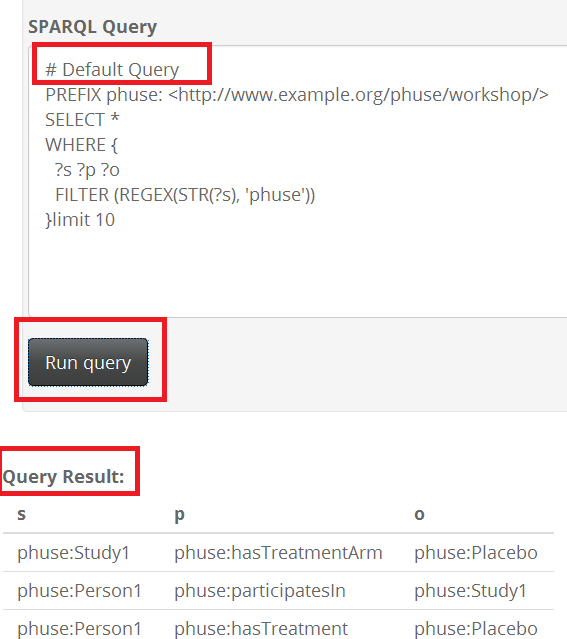 SPARQL Query
# Default Query
PREFIX phuse: <http://www.example.org/phuse/workshop/>
SELECT *
WHERE {
?s ?p ?o
FILTER (REGEX(STR(?s), 'phuse'))
}limit 10
Run query
Query Result:
s p o
phuse:Study1 phuse:hasTreatmentArm phuse:Placebo
phuse:Person1 phuse:participatesIn phuse:Study1
phuse:Person1 phuse:hasTreatment phuse:Placebo